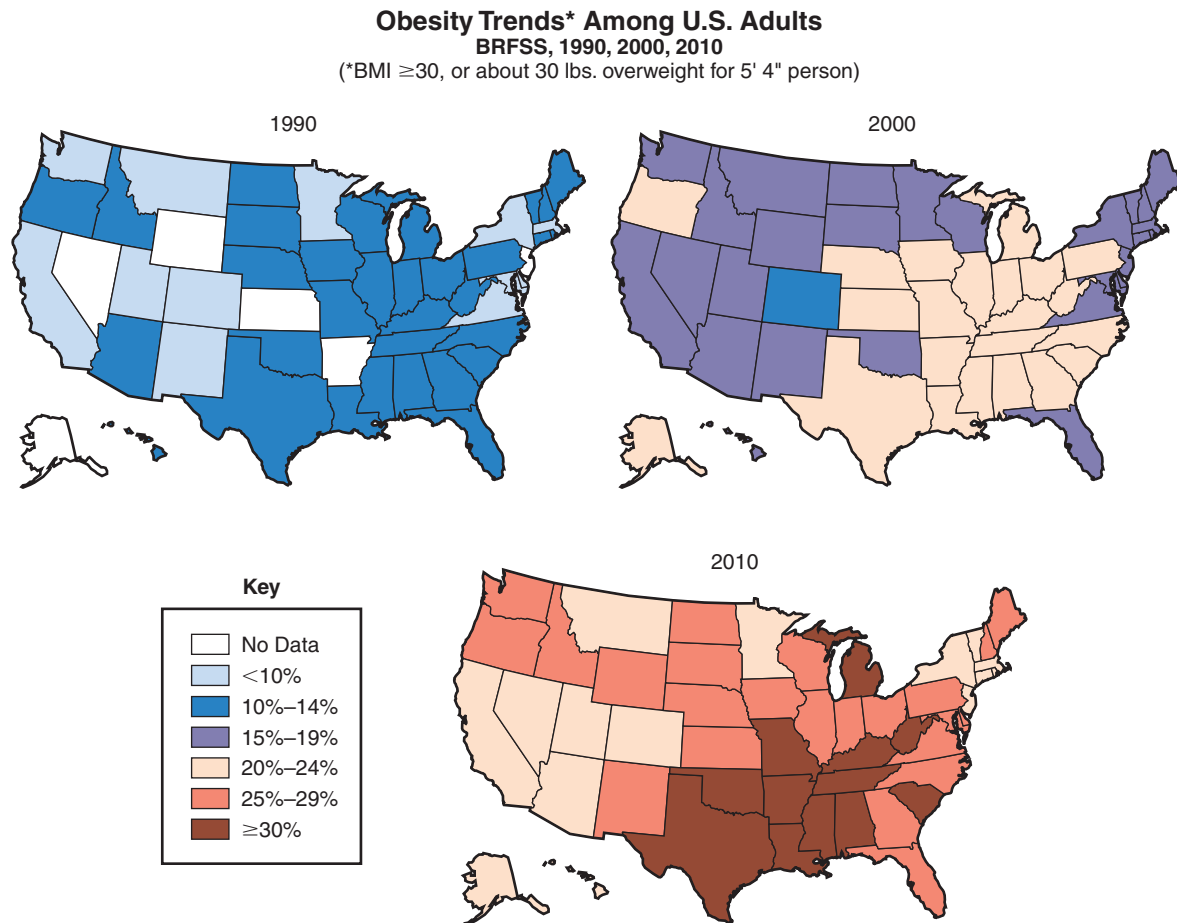 Obesity Trends* Among U.S. Adults
BRFSS, 1990, 2000, 2010
(*BMI ≥30, or about 30 lbs. overweight for 5' 4" person)
1990
2000
2010
Key
No Data
<10%
10%–14%
15%–19%
20%–24%
25%–29%
≥30%